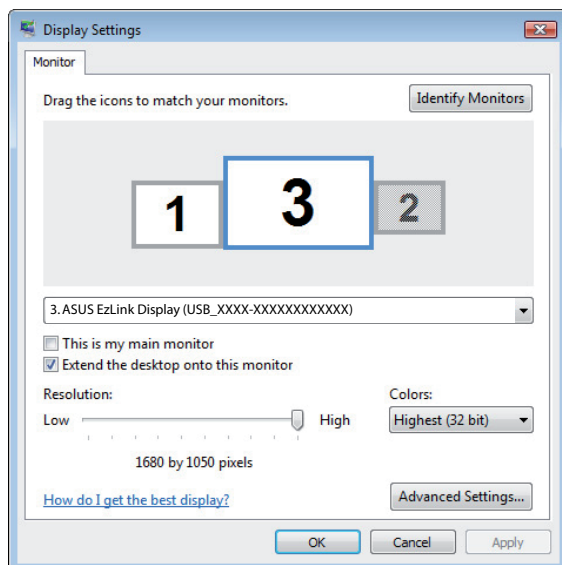 Display Settings
Monitor
Drag the icons to match your monitors.
Identify Monitors
1
3
2
3. ASUS EzLink Display (USB_XXXX-XXXXXXXXXXXX)
This is my main monitor
Extend the desktop onto this monitor
Resolution:
Colors:
Low
High
Highest (32 bit)
1680 by 1050 pixels
How do I get the best display?
Advanced Settings...
OK
Cancel
Apply